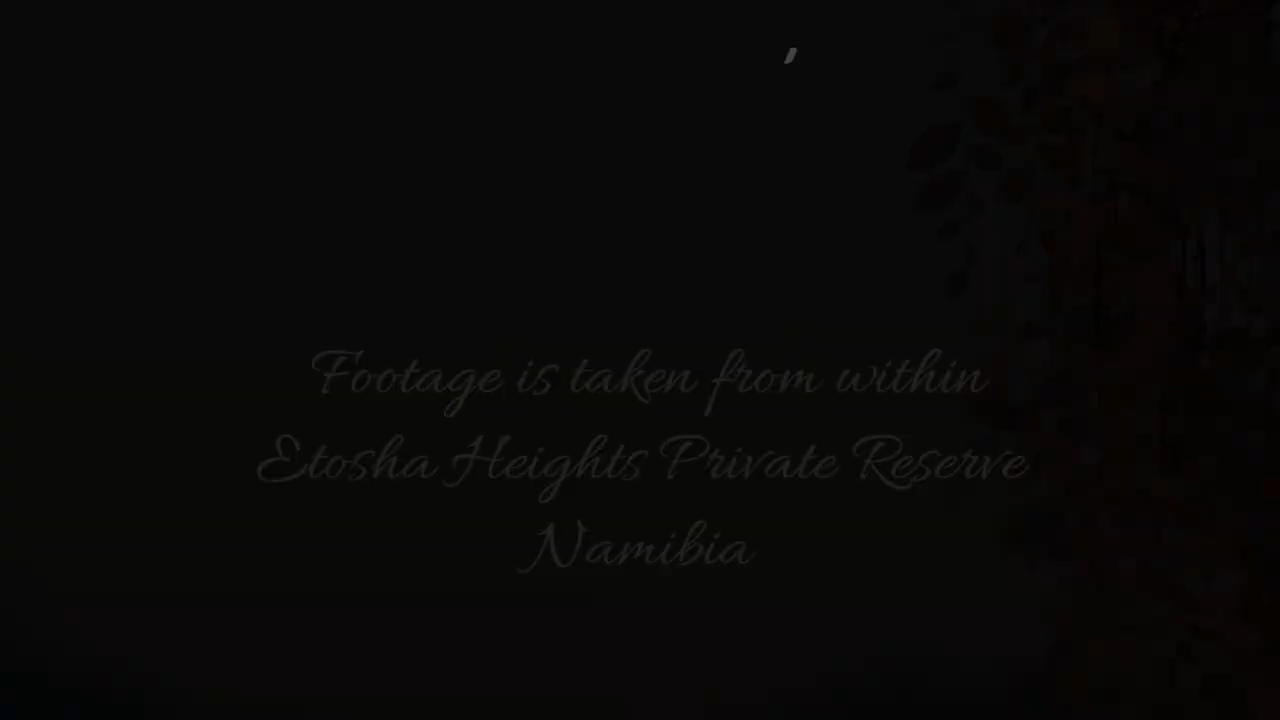 Footage is taken from within
Etosha Heights Private Reserve
Namibia